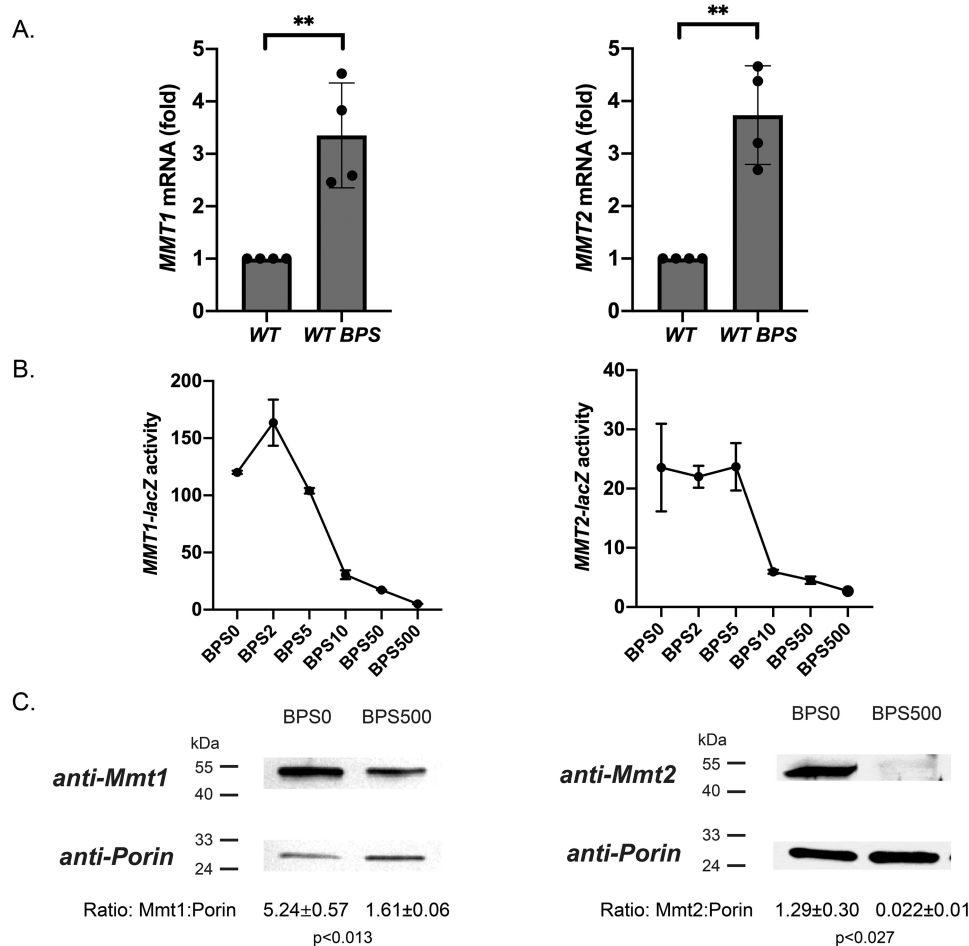 A.
** **
5 5
4 4
3 3
2 2
1 1
0 0
MMT1 mRNA (fold)
MMT2 mRNA (fold)
WT WT BPS WT WT BPS
B.
200
150
100
50
0
MMT1-lacZ activity
BPS0 BPS2 BPS5 BPS10 BPS50 BPS500
40
30
20
10
0
MMT2-lacZ activity
BPS0 BPS2 BPS5 BPS10 BPS50 BPS500
C.
BPS0 BPS500
kDa
anti-Mmt1 55
40
anti-Porin 33
24
Ratio: Mmt1:Porin 5.24±0.57 1.61±0.06
p<0.013
BPS0 BPS500
kDa
anti-Mmt2 55
40
anti-Porin 33
24
Ratio: Mmt2:Porin 1.29±0.30 0.022±0.01
p<0.027